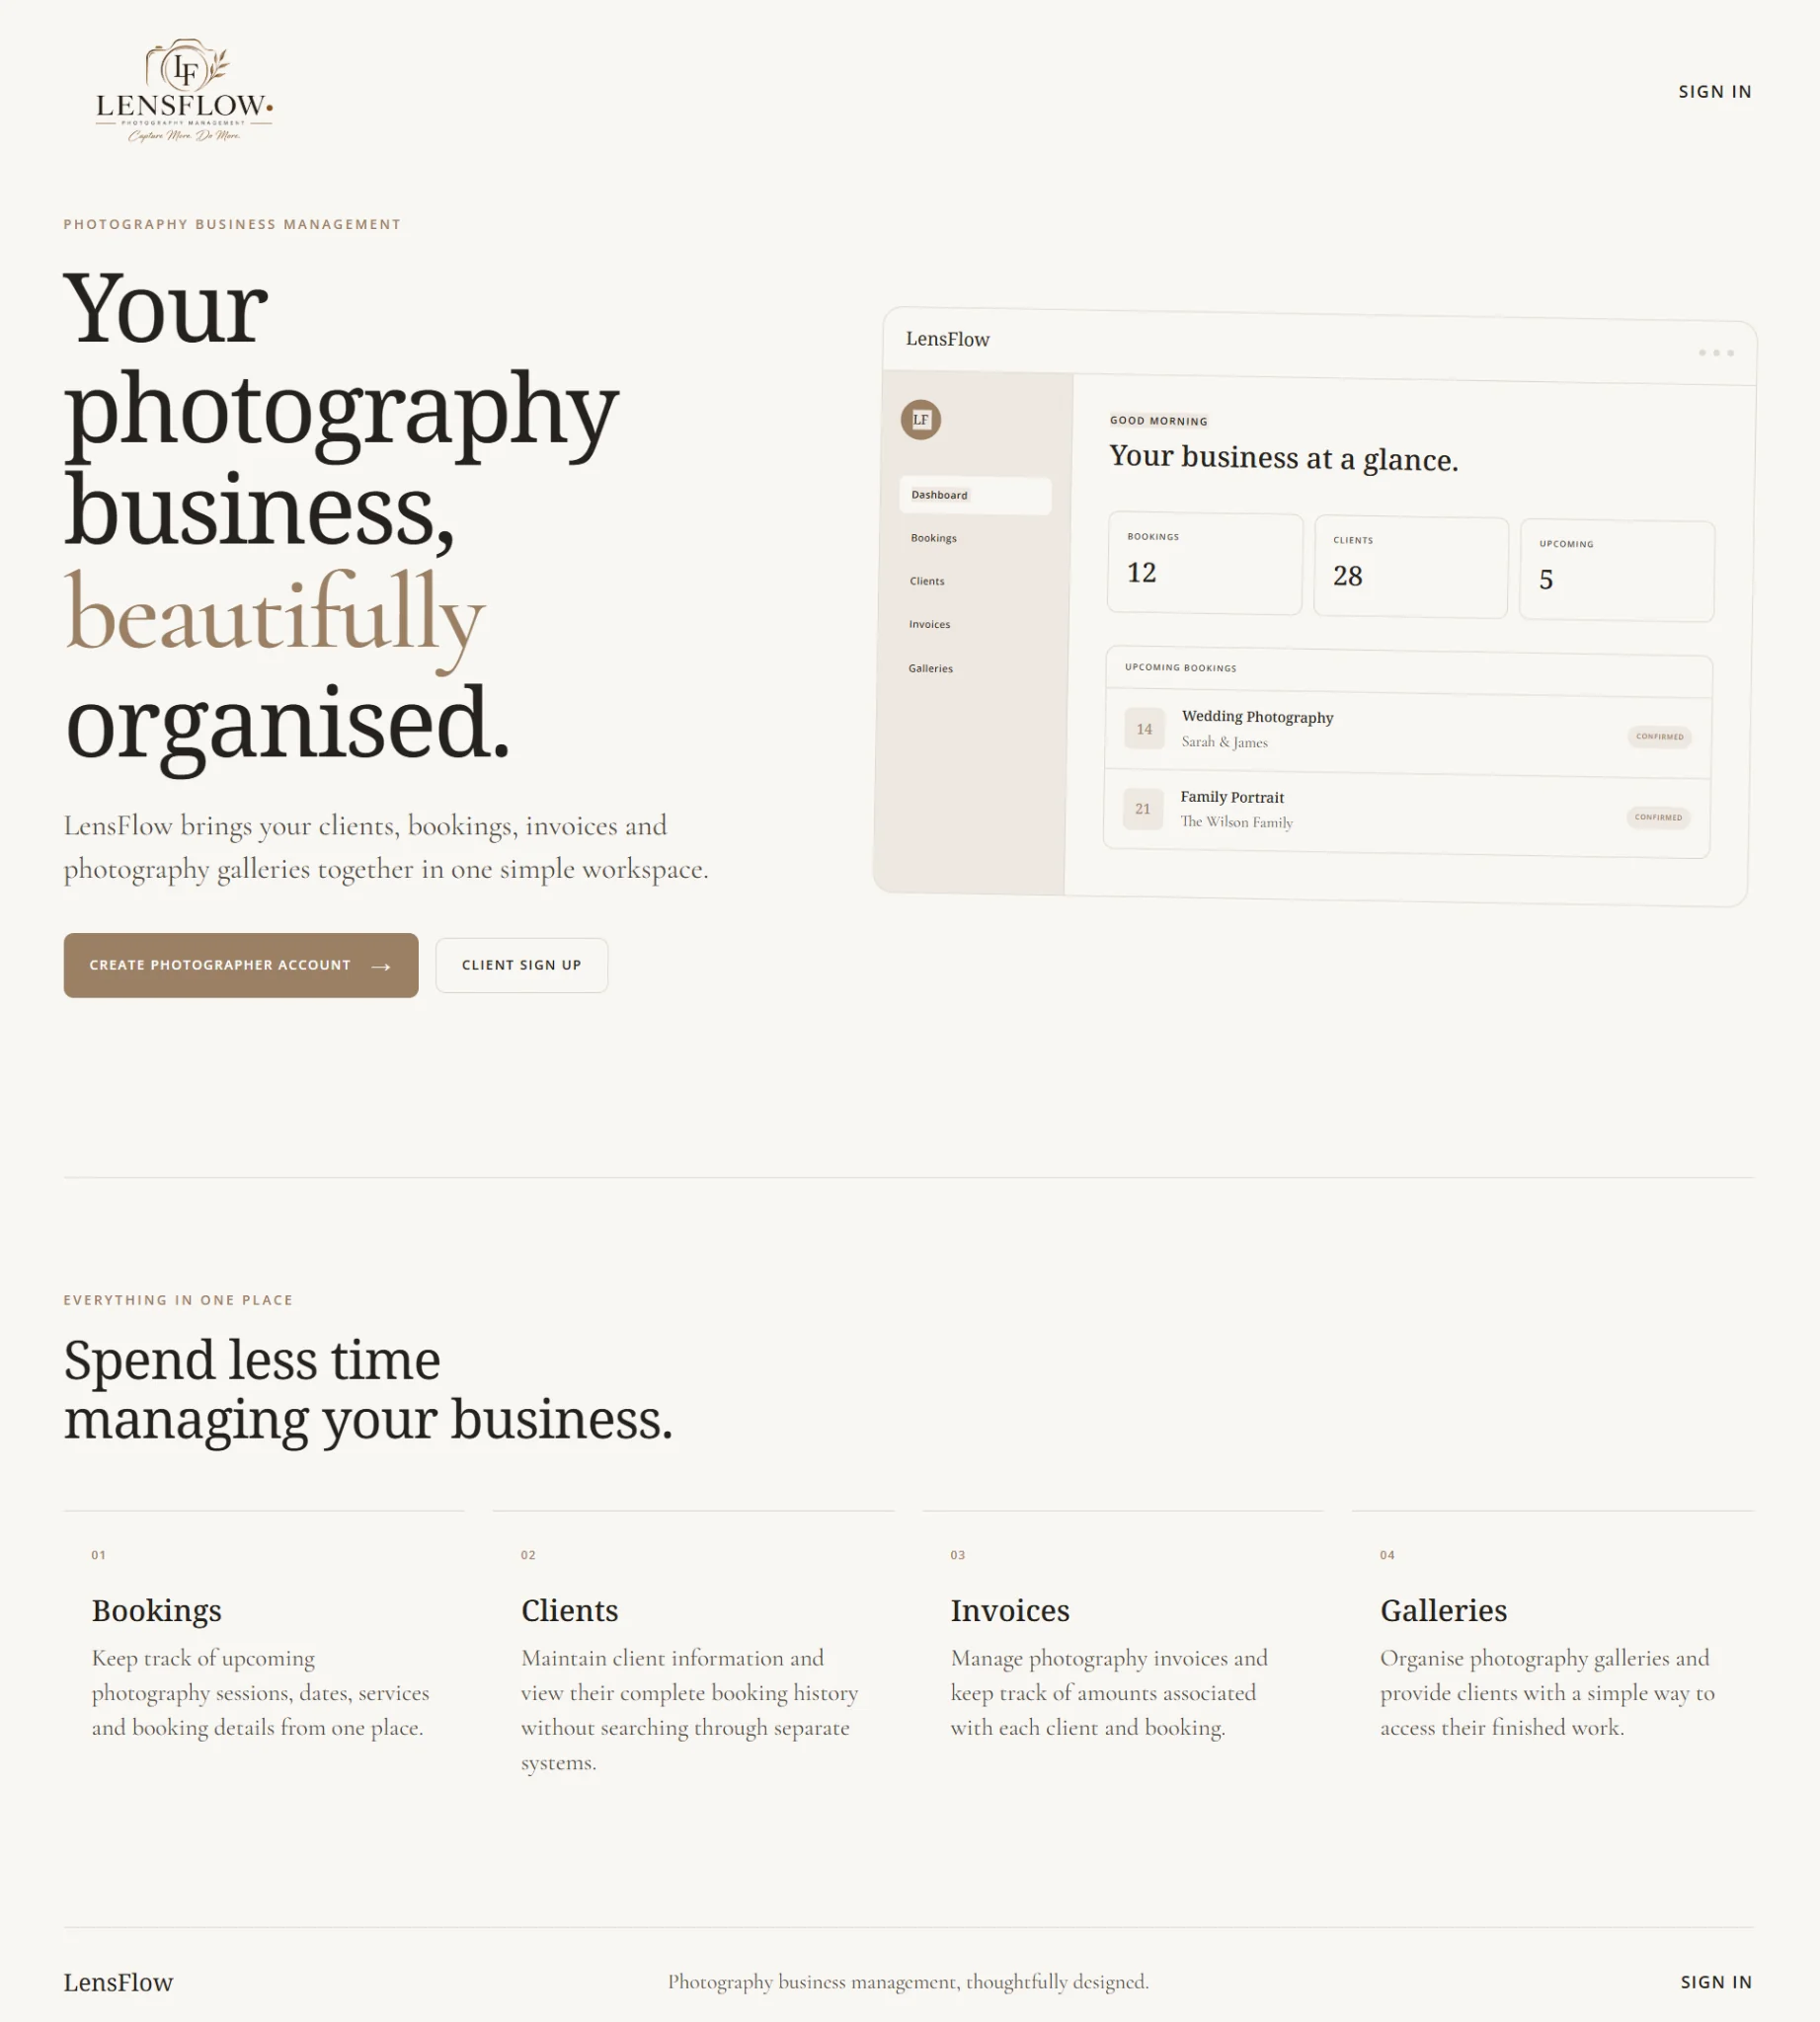 LF
LENSFLOW
PHOTOGRAPHY MANAGEMENT
Capture More. Do More.
SIGN IN
PHOTOGRAPHY BUSINESS MANAGEMENT
Your
photography
business,
beautifully
organised.
LensFlow brings your clients, bookings, invoices and
photography galleries together in one simple workspace.
CREATE PHOTOGRAPHER ACCOUNT →
CLIENT SIGN UP
LensFlow
LF
Dashboard
Bookings
Clients
Invoices
Galleries
GOOD MORNING
Your business at a glance.
BOOKINGS
12
CLIENTS
28
UPCOMING
5
UPCOMING BOOKINGS
14
Wedding Photography
Sarah & James
CONFIRMED
21
Family Portrait
The Wilson Family
CONFIRMED
EVERYTHING IN ONE PLACE
Spend less time
managing your business.
01
Bookings
Keep track of upcoming
photography sessions, dates, services
and booking details from one place.
02
Clients
Maintain client information and
view their complete booking history
without searching through separate
systems.
03
Invoices
Manage photography invoices and
keep track of amounts associated
with each client and booking.
04
Galleries
Organise photography galleries and
provide clients with a simple way to
access their finished work.
LensFlow
Photography business management, thoughtfully designed.
SIGN IN